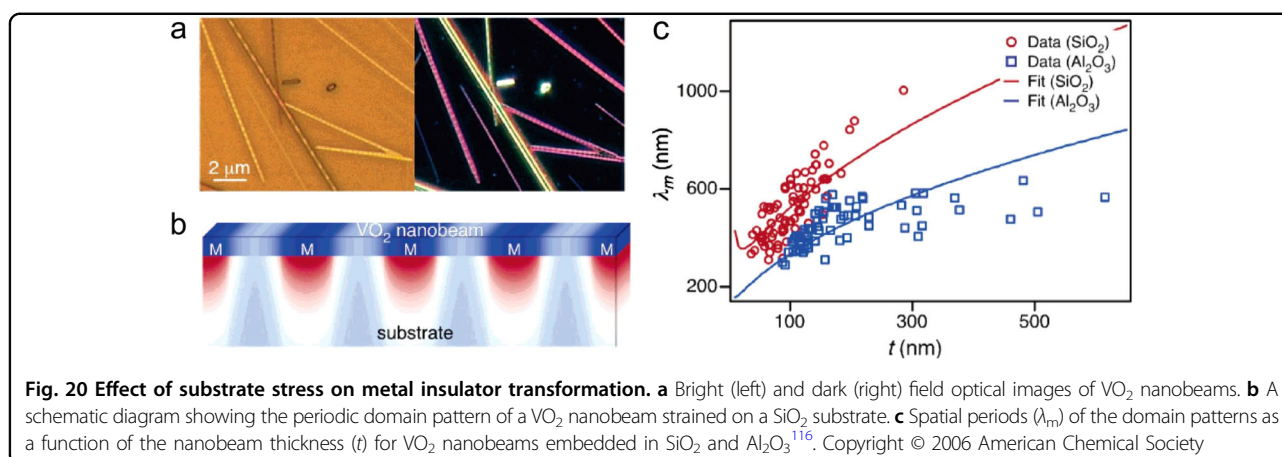 a
2 μm
b
VO₂ nanobeam
M M M M M
substrate
c
Data (SiO₂)
Data (Al₂O₃)
Fit (SiO₂)
Fit (Al₂O₃)
1000
600
200
λₘ (nm)
100 300 500
t (nm)
Fig. 20 Effect of substrate stress on metal insulator transformation. a Bright (left) and dark (right) field optical images of VO₂ nanobeams. b A
schematic diagram showing the periodic domain pattern of a VO₂ nanobeam strained on a SiO₂ substrate. c Spatial periods (λₘ) of the domain patterns as
a function of the nanobeam thickness (t) for VO₂ nanobeams embedded in SiO₂ and Al₂O₃¹¹⁶. Copyright © 2006 American Chemical Society